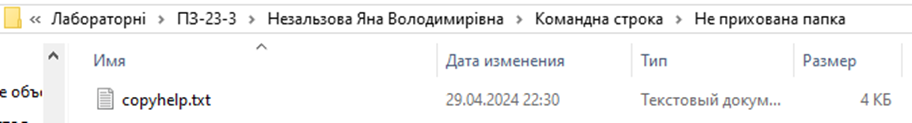 « Лабораторні > ПЗ-23-3 > Незальзова Яна Володимирівна > Командна строка > Не прихована папка
Имя Дата изменения Тип Размер
е объе copyhelp.txt 29.04.2024 22:30 Текстовый докум... 4 КБ